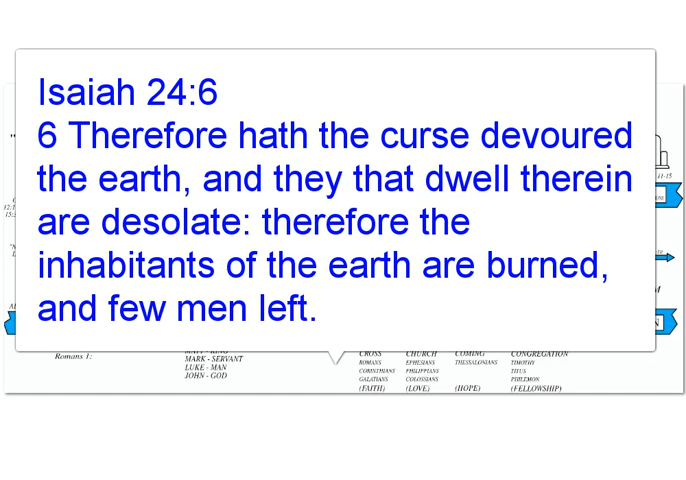 Isaiah 24:6
6 Therefore hath the curse devoured
the earth, and they that dwell therein
are desolate: therefore the
inhabitants of the earth are burned,
and few men left.
11-15
Romans 1:
MARK - SERVANT
LUKE - MAN
JOHN - GOD
CROSS CHURCH COMING CONGREGATION
ROMANS EPHESIANS THESSALONIANS TIMOTHY
CORINTHIANS PHILIPPIANS TITUS
GALATIANS COLOSSIANS PHILEMON
(FAITH) (LOVE) (HOPE) (FELLOWSHIP)